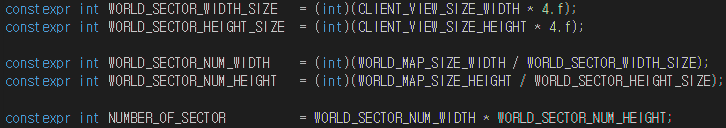 constexpr int WORLD_SECTOR_WIDTH_SIZE = (int)(CLIENT_VIEW_SIZE_WIDTH * 4.f);
constexpr int WORLD_SECTOR_HEIGHT_SIZE = (int)(CLIENT_VIEW_SIZE_HEIGHT * 4.f);
constexpr int WORLD_SECTOR_NUM_WIDTH = (int)(WORLD_MAP_SIZE_WIDTH / WORLD_SECTOR_WIDTH_SIZE);
constexpr int WORLD_SECTOR_NUM_HEIGHT = (int)(WORLD_MAP_SIZE_HEIGHT / WORLD_SECTOR_HEIGHT_SIZE);
constexpr int NUMBER_OF_SECTOR = WORLD_SECTOR_NUM_WIDTH * WORLD_SECTOR_NUM_HEIGHT;